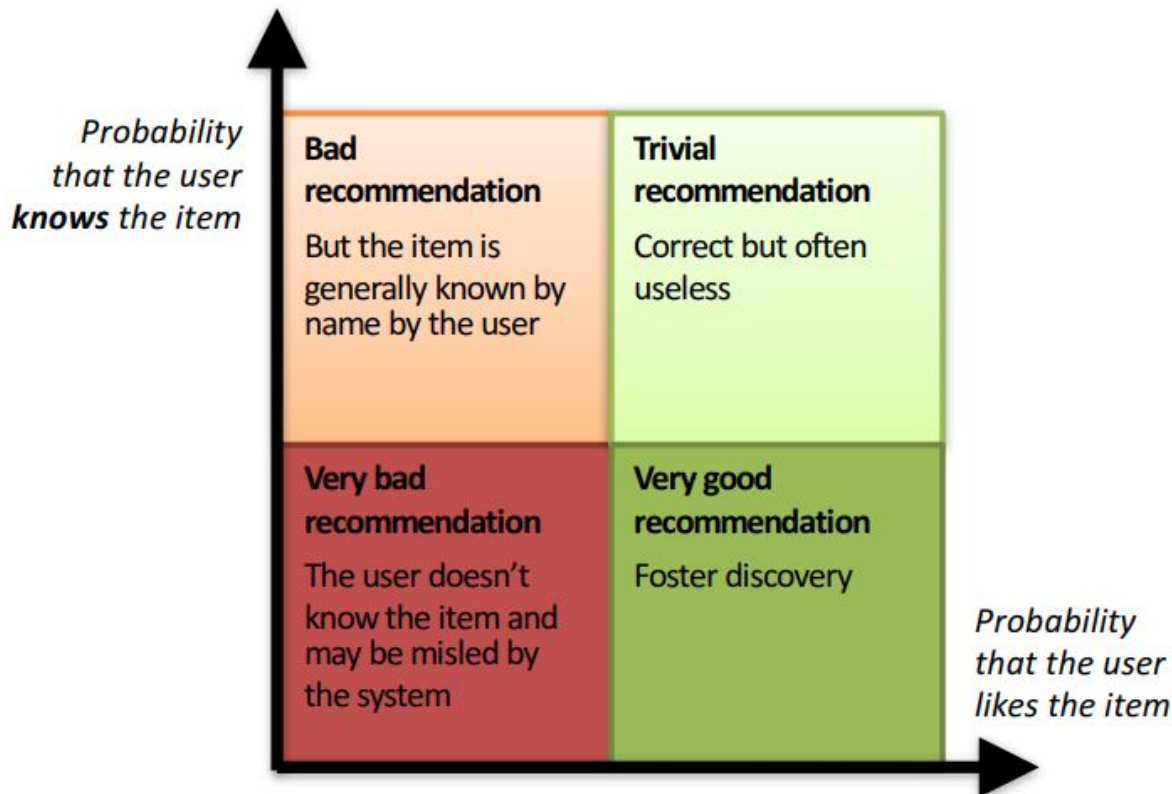 Probability
that the user
knows the item
Bad
recommendation
But the item is
generally known by
name by the user
Trivial
recommendation
Correct but often
useless
Very bad
recommendation
The user doesn’t
know the item and
may be misled by
the system
Very good
recommendation
Foster discovery
Probability
that the user
likes the item